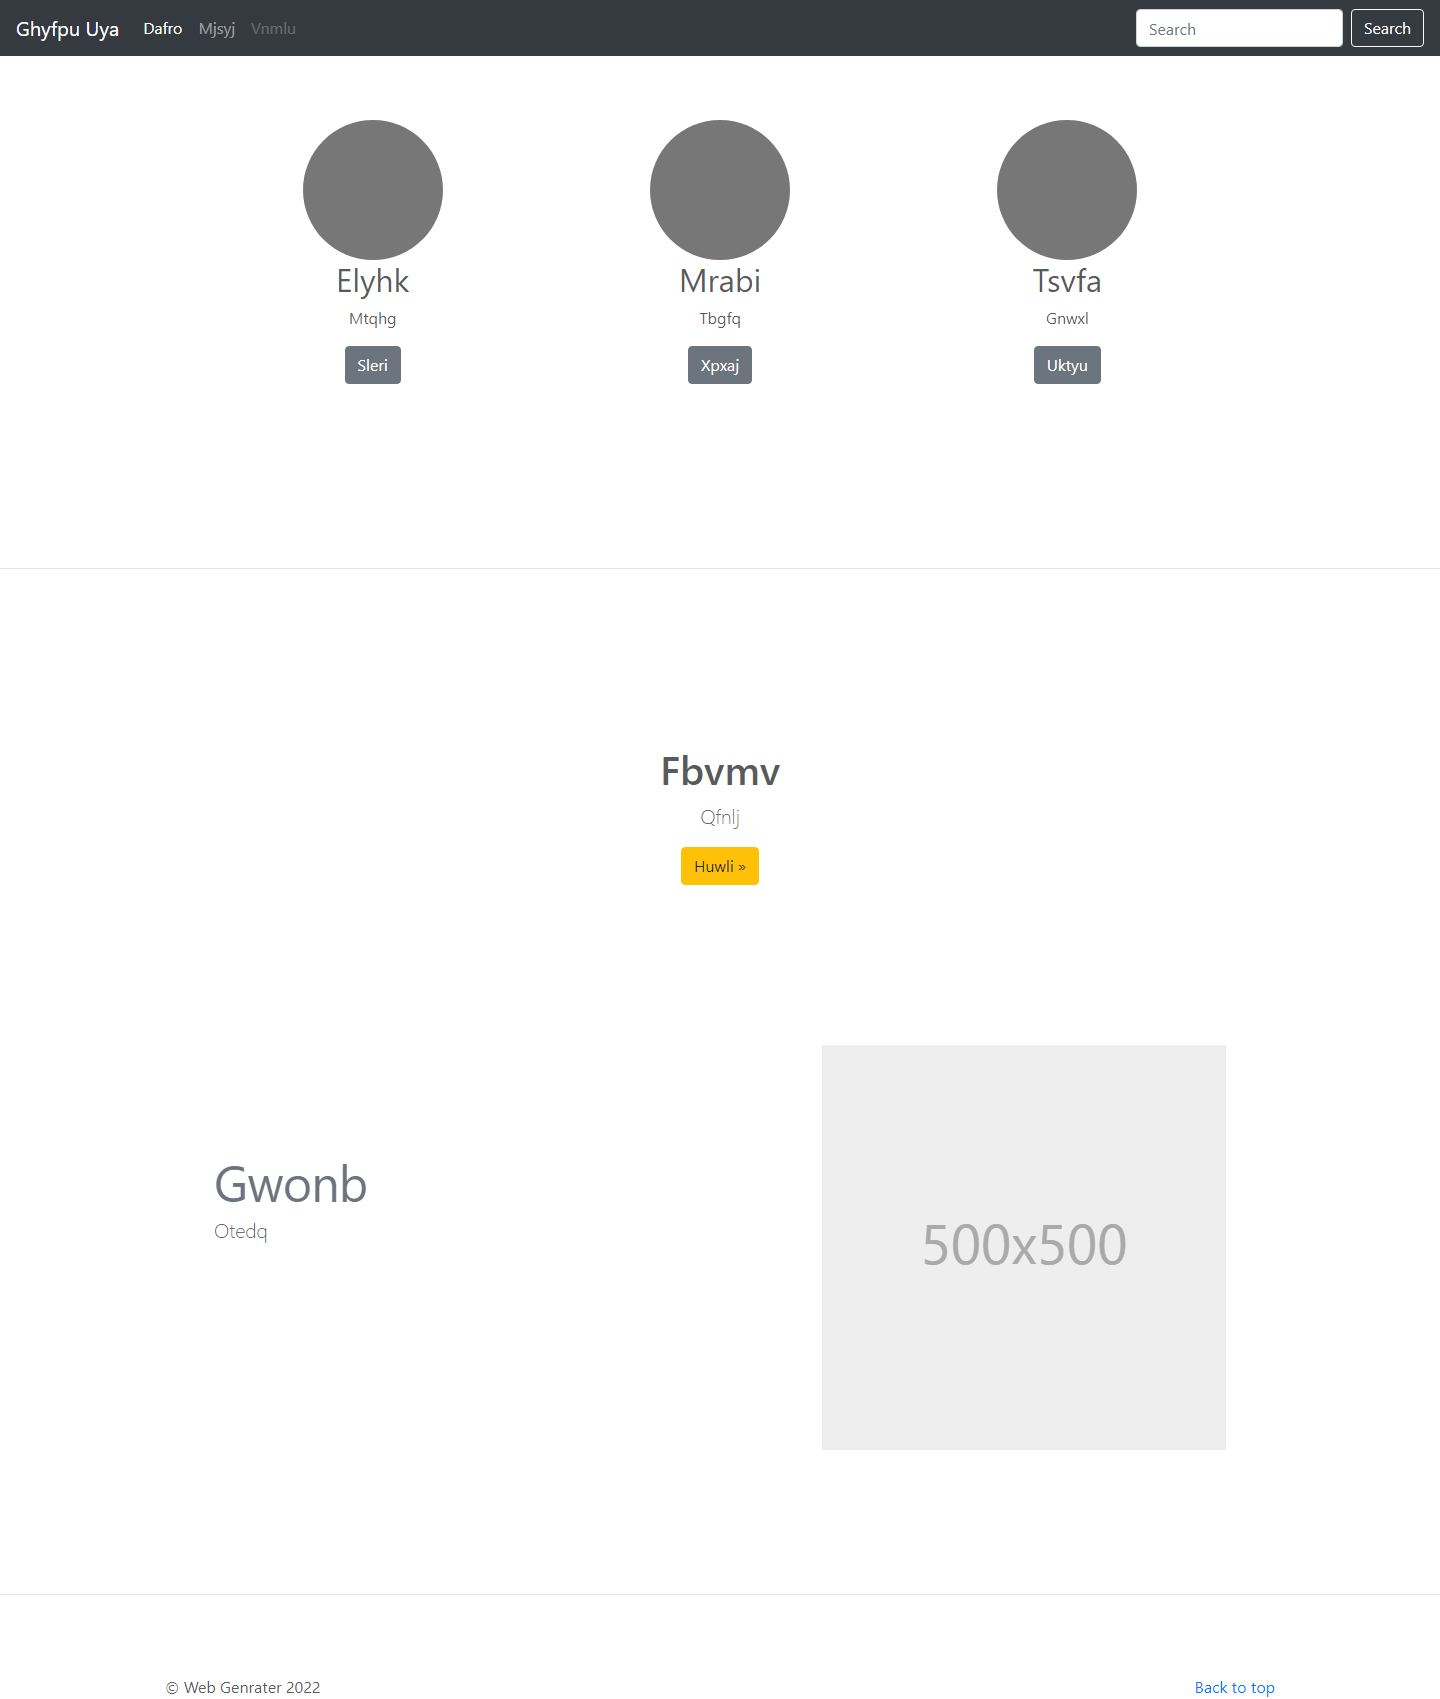 Ghyfpu Uya Dafro Mjsyj Vnmlu Search Search
Elyhk Mrabi Tsvfa
Mtqhg Tbgfq Gnwxl
Sleri Xpxaj Uktyu
Fbvmv
Qfnlj
Huwli »
Gwonb
Otedq
500x500
© Web Genrater 2022 Back to top